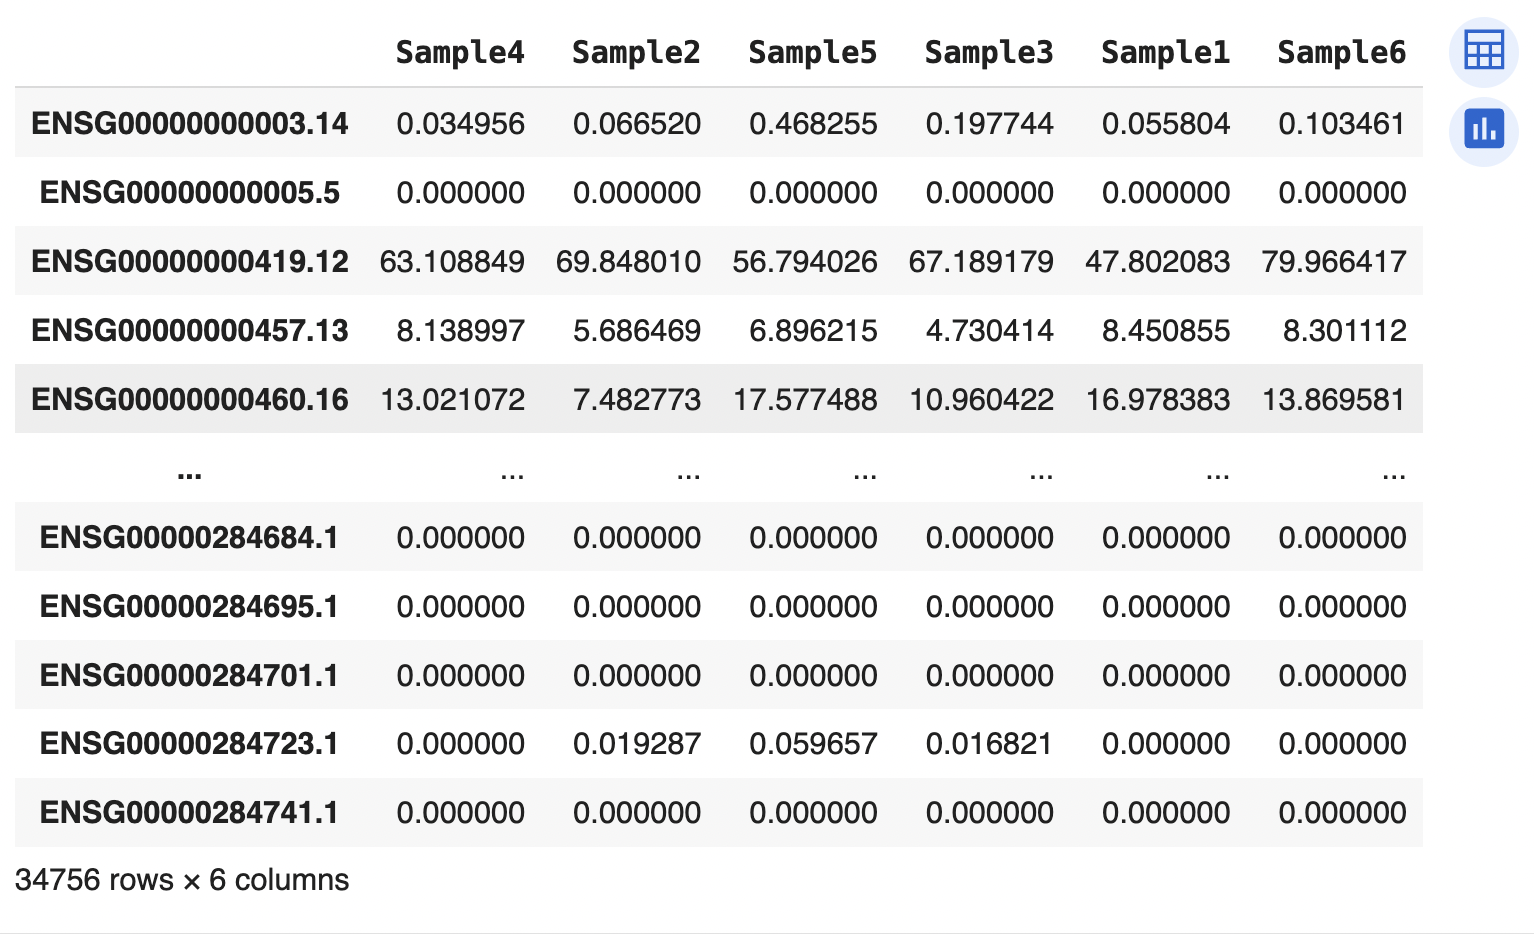 Sample4 Sample2 Sample5 Sample3 Sample1 Sample6
ENSG00000000003.14 0.034956 0.066520 0.468255 0.197744 0.055804 0.103461
ENSG00000000005.5 0.000000 0.000000 0.000000 0.000000 0.000000 0.000000
ENSG00000000419.12 63.108849 69.848010 56.794026 67.189179 47.802083 79.966417
ENSG00000000457.13 8.138997 5.686469 6.896215 4.730414 8.450855 8.301112
ENSG00000000460.16 13.021072 7.482773 17.577488 10.960422 16.978383 13.869581
... ... ... ... ... ... ...
ENSG00000284684.1 0.000000 0.000000 0.000000 0.000000 0.000000 0.000000
ENSG00000284695.1 0.000000 0.000000 0.000000 0.000000 0.000000 0.000000
ENSG00000284701.1 0.000000 0.000000 0.000000 0.000000 0.000000 0.000000
ENSG00000284723.1 0.000000 0.019287 0.059657 0.016821 0.000000 0.000000
ENSG00000284741.1 0.000000 0.000000 0.000000 0.000000 0.000000 0.000000
34756 rows × 6 columns